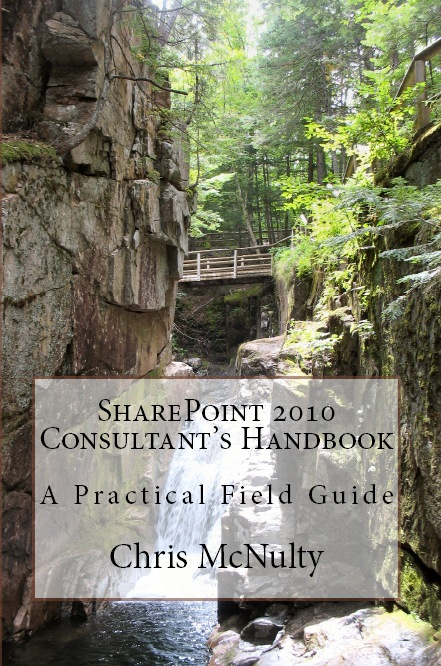 SharePoint 2010
Consultant's Handbook
A Practical Field Guide
Chris McNulty